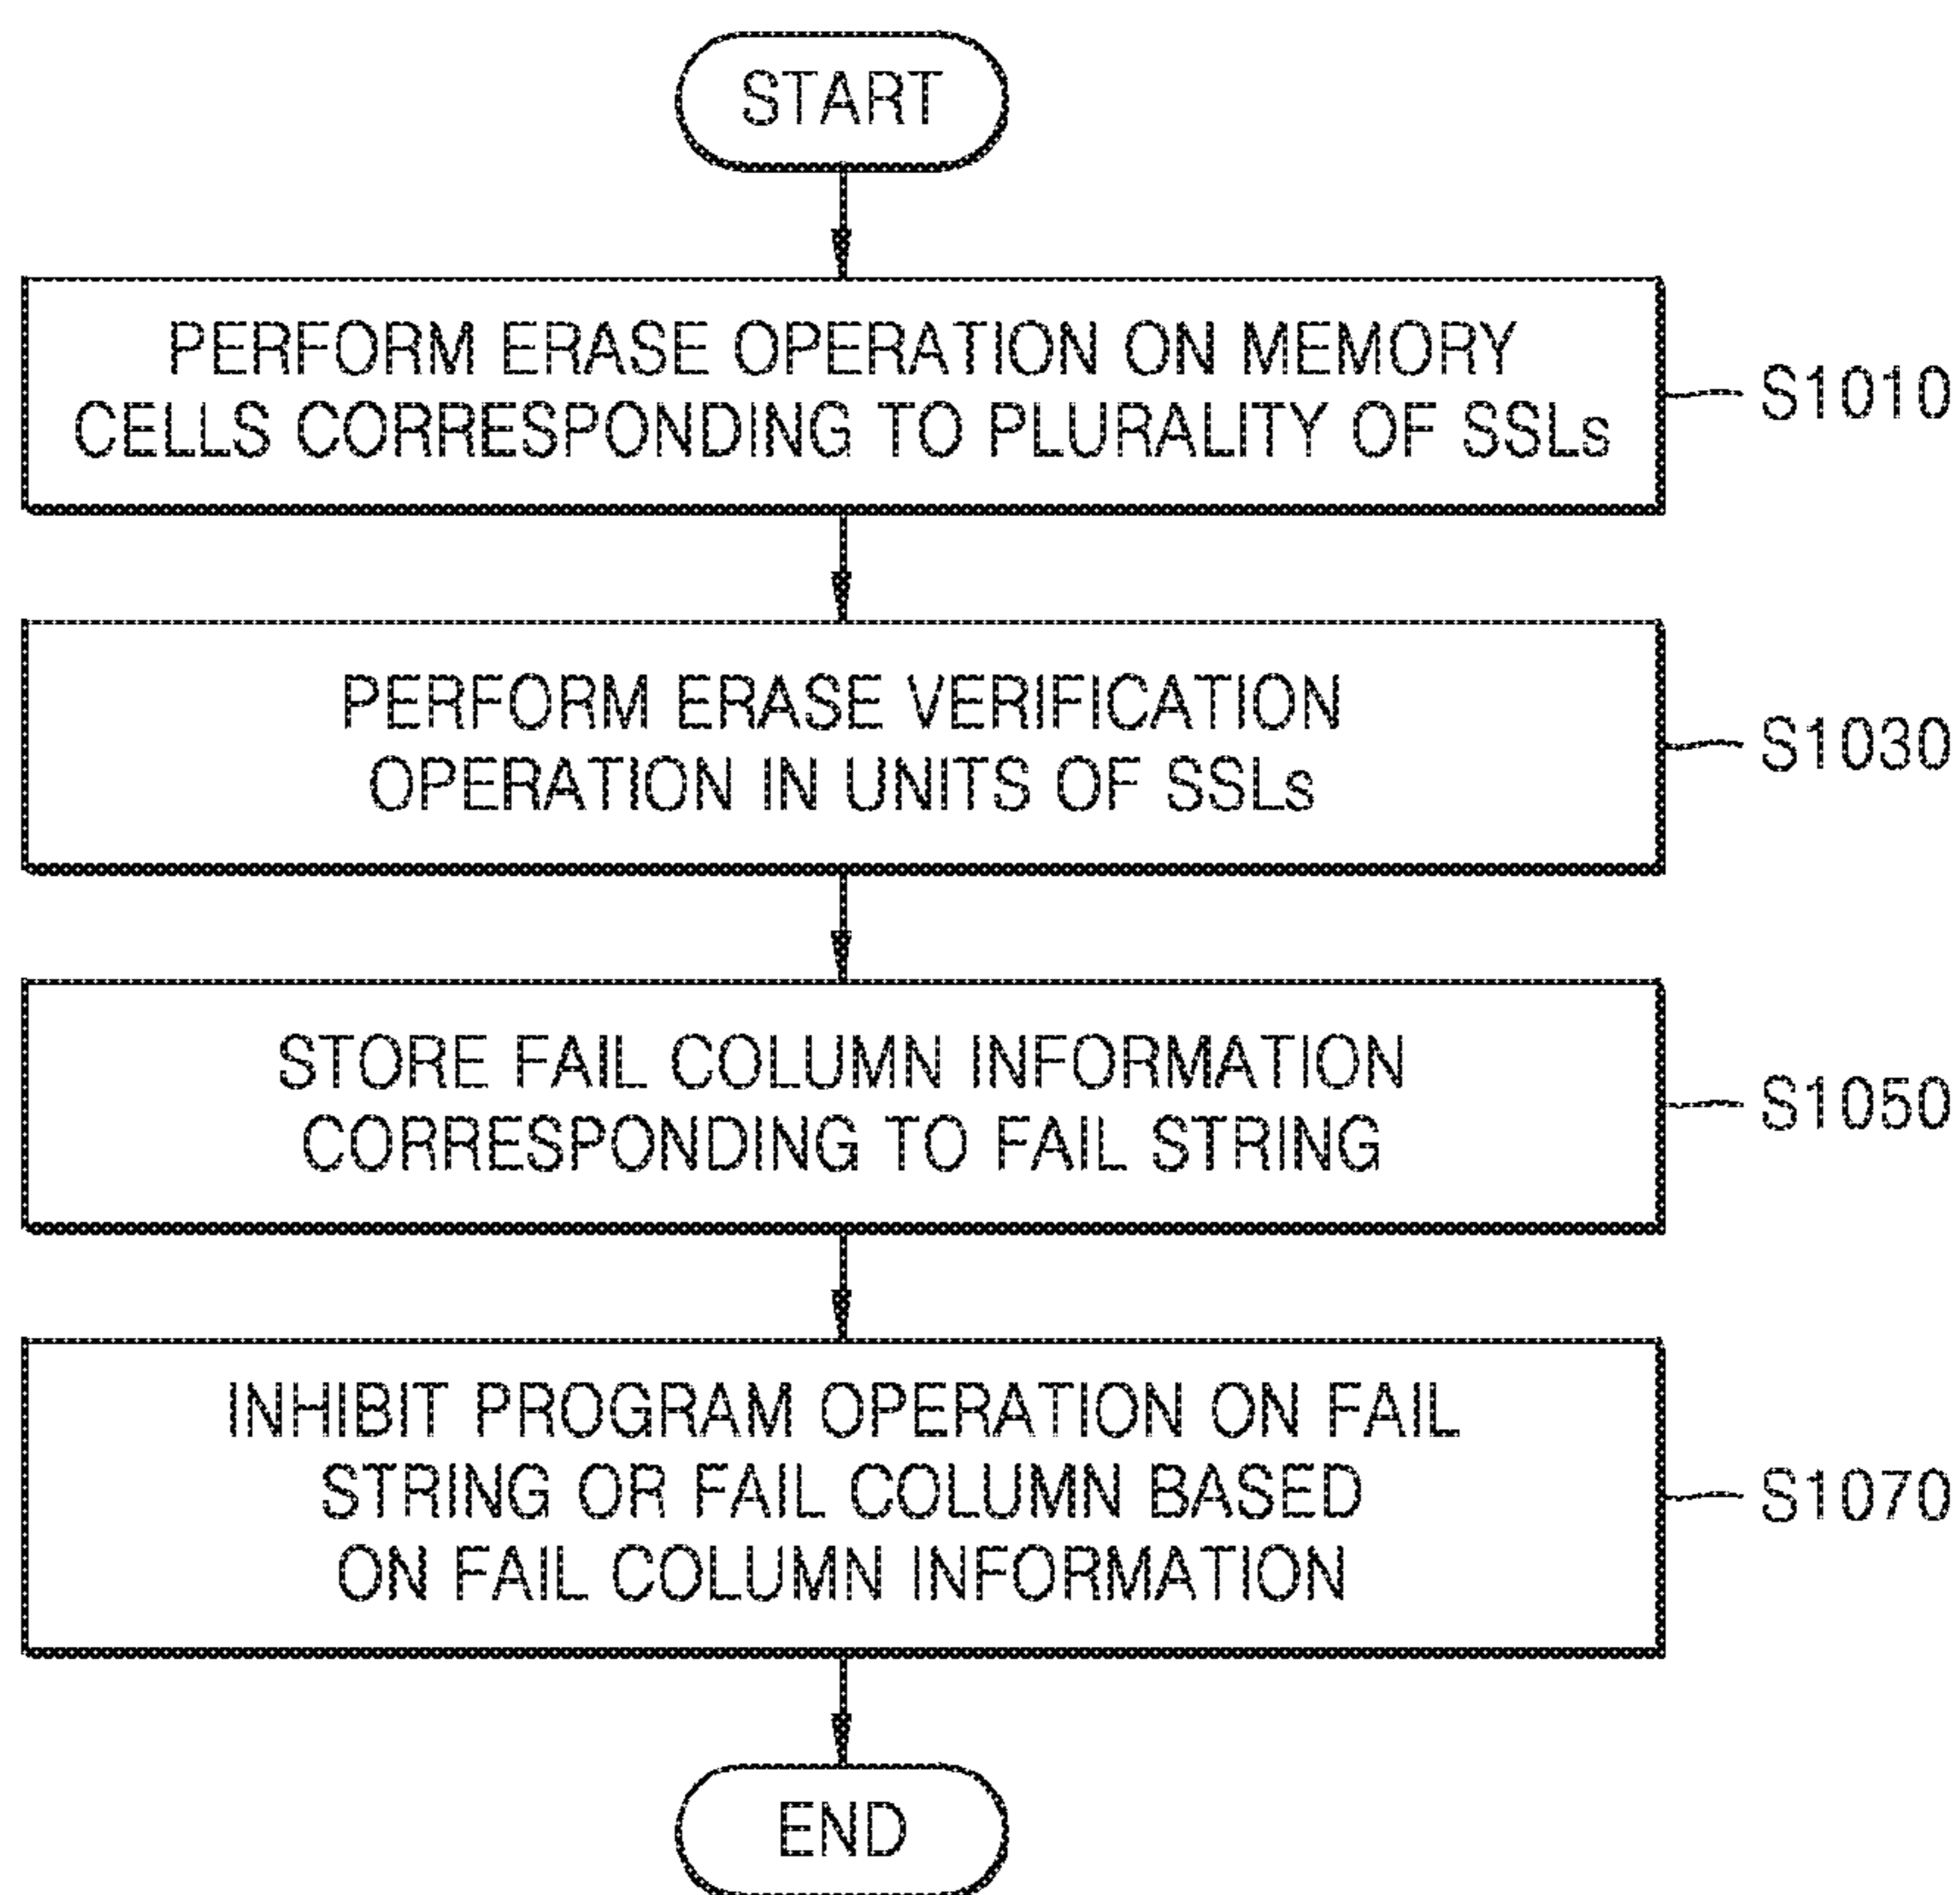 START
PERFORM ERASE OPERATION ON MEMORY
CELLS CORRESPONDING TO PLURALITY OF SSLs
S1010
PERFORM ERASE VERIFICATION
OPERATION IN UNITS OF SSLs
S1030
STORE FAIL COLUMN INFORMATION
CORRESPONDING TO FAIL STRING
S1050
INHIBIT PROGRAM OPERATION ON FAIL
STRING OR FAIL COLUMN BASED
ON FAIL COLUMN INFORMATION
S1070
END